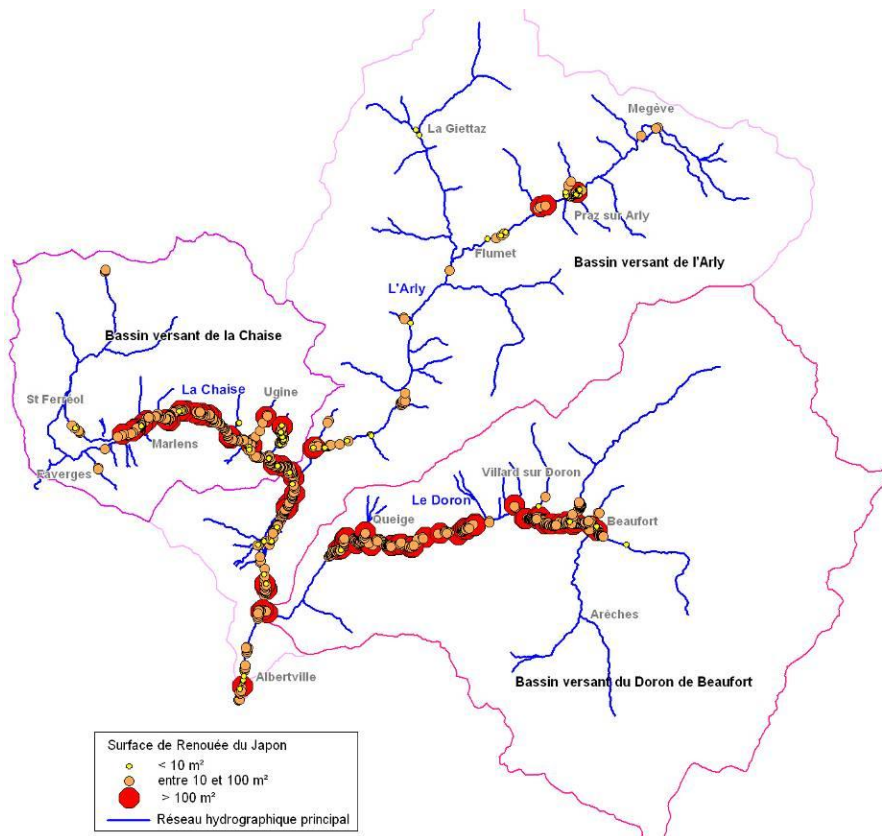 Megève
La Giettaz
Praz sur Arly
Flumet
Bassin versant de l'Arly
L'Arly
Bassin versant de la Chaise
La Chaise
Ugine
St Ferréol
Marlens
Faverges
Villard sur Doron
Le Doron
Queige
Beaufort
Arêches
Albertville
Bassin versant du Doron de Beaufort
Surface de Renouée du Japon
< 10 m²
entre 10 et 100 m²
> 100 m²
Réseau hydrographique principal